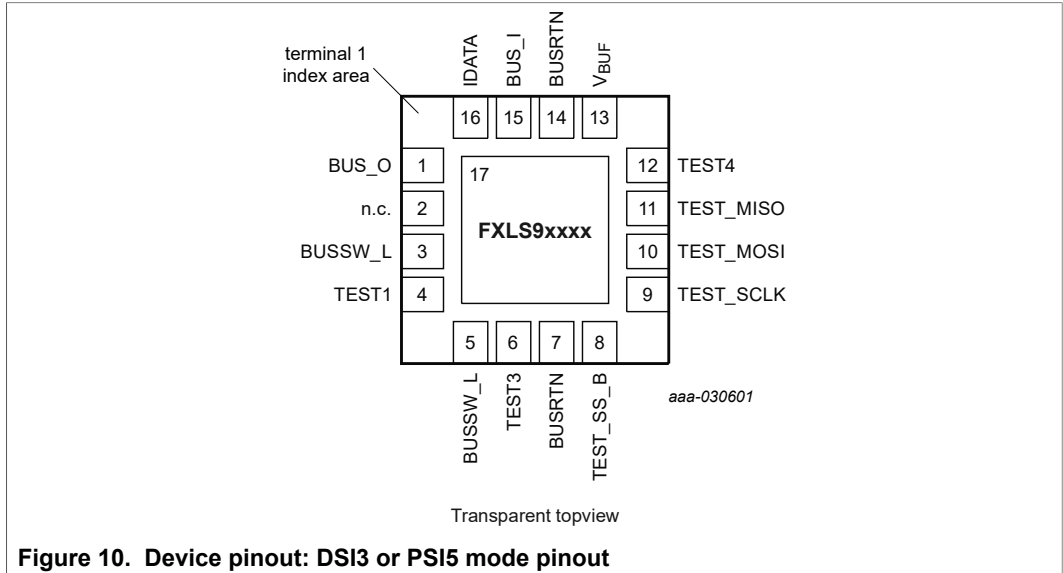 terminal 1
index area
IDATA
BUS_I
BUSRTN
VBUF
16 15 14 13
BUS_O 1
n.c. 2
BUSSW_L 3
TEST1 4
17
FXLS9xxxx
12 TEST4
11 TEST_MISO
10 TEST_MOSI
9 TEST_SCLK
5 6 7 8
BUSSW_L
TEST3
BUSRTN
TEST_SS_B
aaa-030601
Transparent topview
Figure 10. Device pinout: DSI3 or PSI5 mode pinout